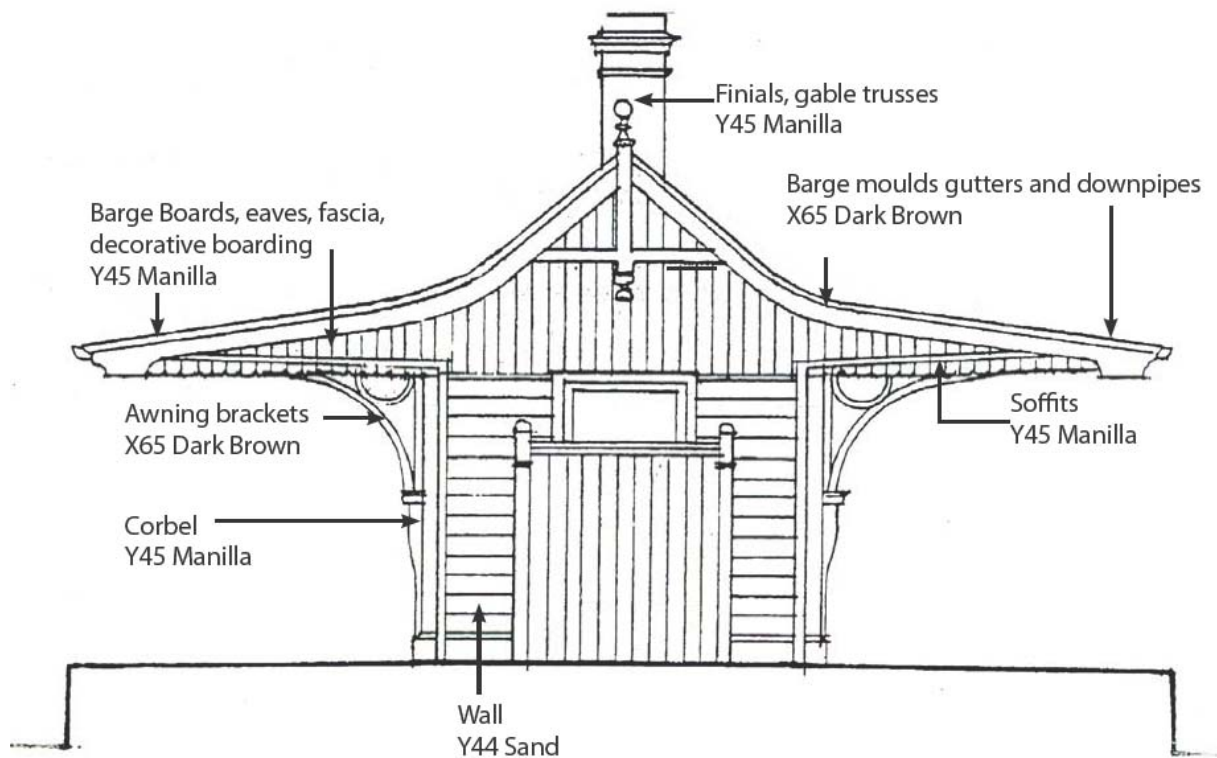 Finials, gable trusses
Y45 Manilla
Barge moulds gutters and downpipes
X65 Dark Brown
Barge Boards, eaves, fascia,
decorative boarding
Y45 Manilla
Awning brackets
X65 Dark Brown
Soffits
Y45 Manilla
Corbel
Y45 Manilla
Wall
Y44 Sand